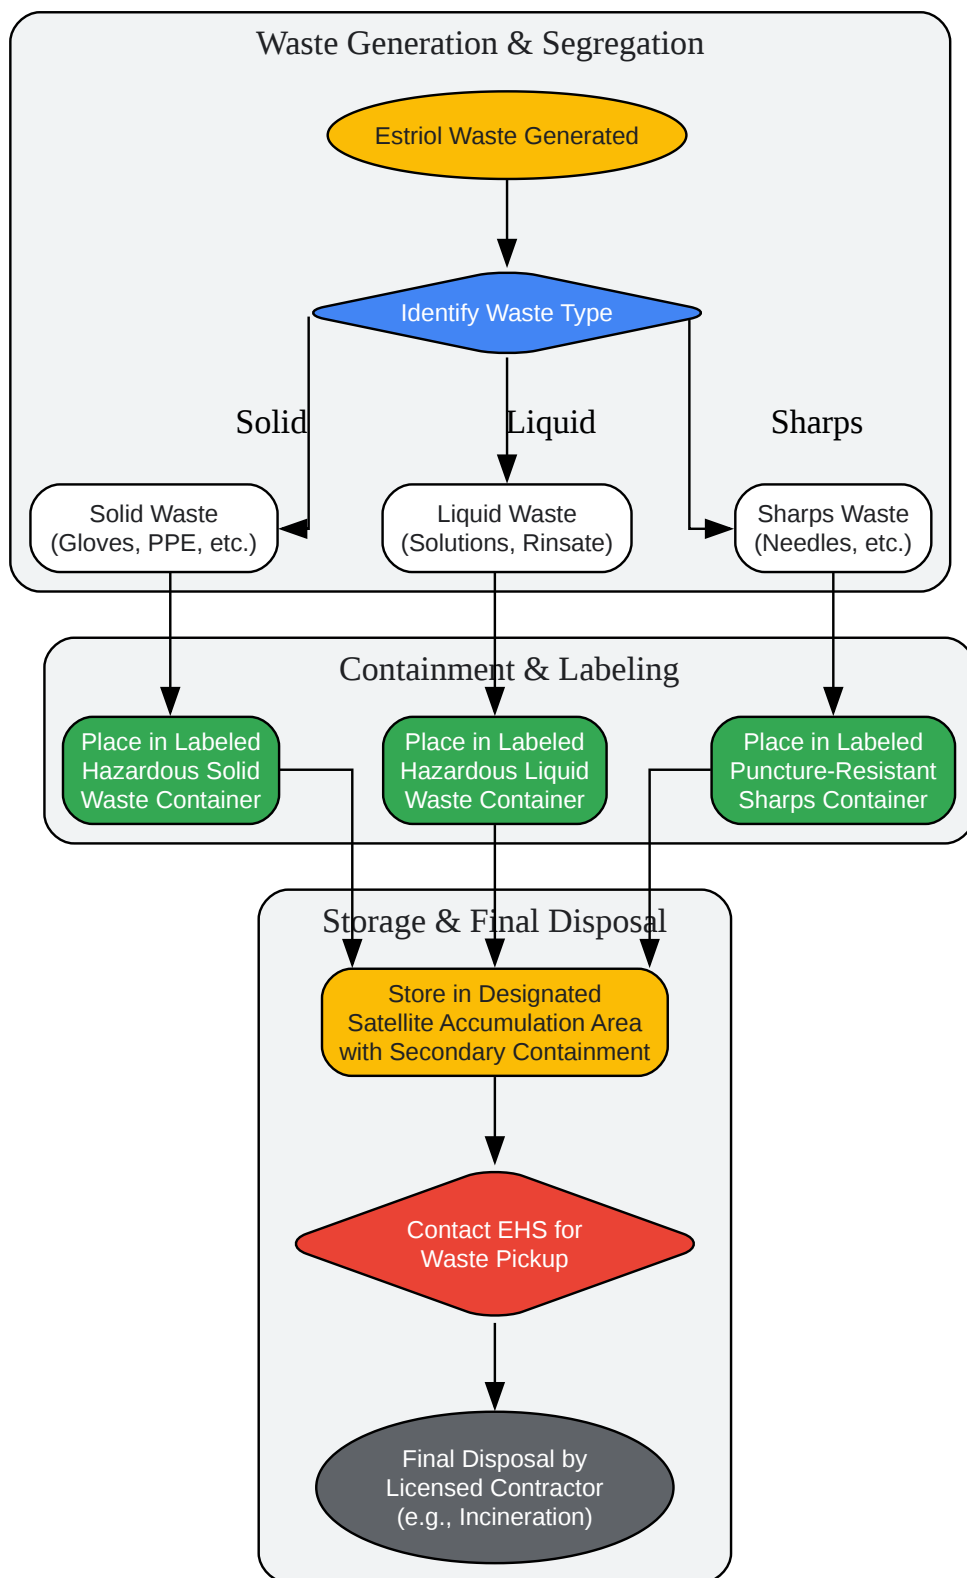 Waste Generation & Segregation
Estriol Waste Generated
Identify Waste Type
Solid
Liquid
Sharps
Solid Waste
(Gloves, PPE, etc.)
Liquid Waste
(Solutions, Rinsate)
Sharps Waste
(Needles, etc.)
Containment & Labeling
Place in Labeled
Hazardous Solid
Waste Container
Place in Labeled
Hazardous Liquid
Waste Container
Place in Labeled
Puncture-Resistant
Sharps Container
Storage & Final Disposal
Store in Designated
Satellite Accumulation Area
with Secondary Containment
Contact EHS for
Waste Pickup
Final Disposal by
Licensed Contractor
(e.g., Incineration)